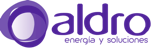 aldro
energía y soluciones